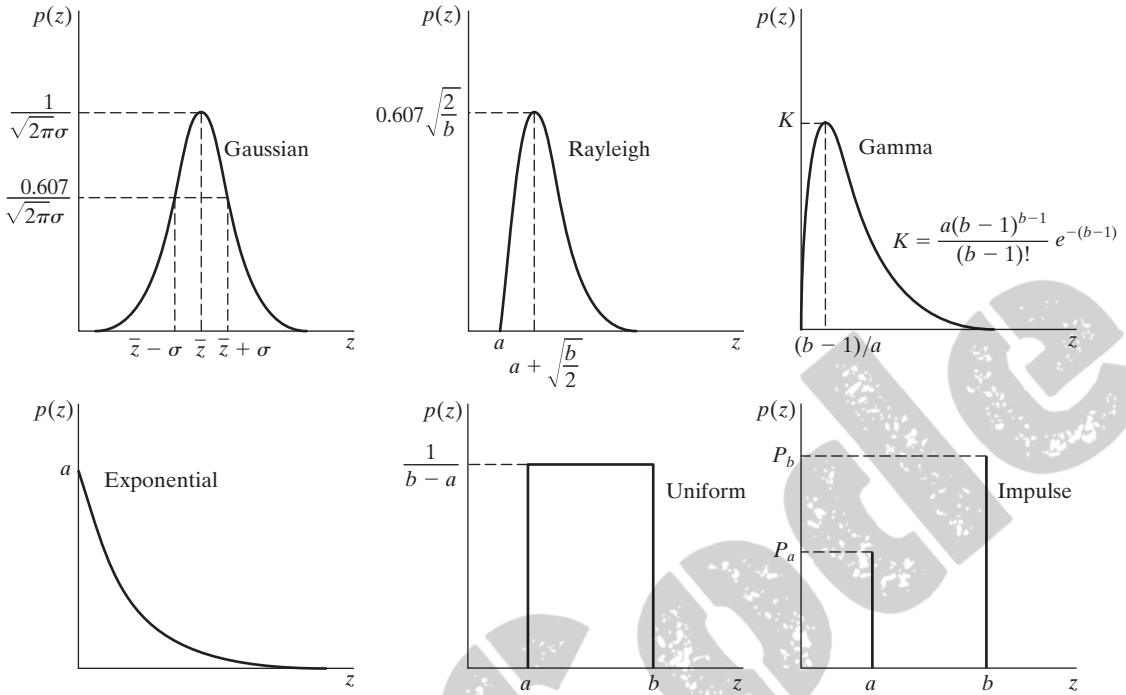 p(z)
1/√2πσ
0.607/√2πσ
Gaussian
z̄ − σ z̄ z̄ + σ z
p(z)
0.607√2/b
Rayleigh
a z
a + √b/2
p(z)
K
Gamma
K = a(b − 1)^{b−1}/(b − 1)! e^{−(b−1)}
(b − 1)/a z
p(z)
a
Exponential
z
p(z)
1/b − a
Uniform
a b z
p(z)
P_b
Impulse
P_a
a b z